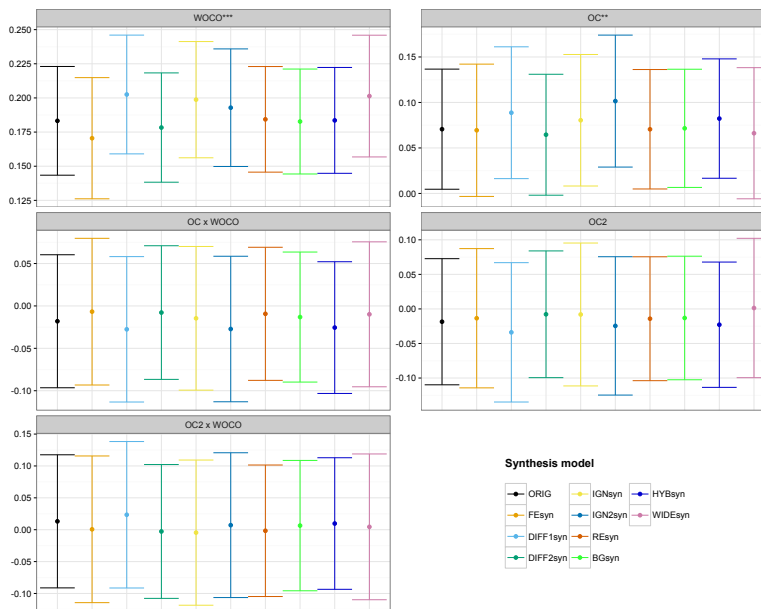 WOCO***
OC**
0.250
0.225
0.200
0.175
0.150
0.125
0.15
0.10
0.05
0.00
OC x WOCO
OC2
0.05
0.00
-0.05
-0.10
0.10
0.05
0.00
-0.05
-0.10
OC2 x WOCO
0.15
0.10
0.05
0.00
-0.05
-0.10
Synthesis model
ORIG IGNsyn HYBsyn
FEsyn IGN2syn WIDEsyn
DIFF1syn REsyn
DIFF2syn BGsyn